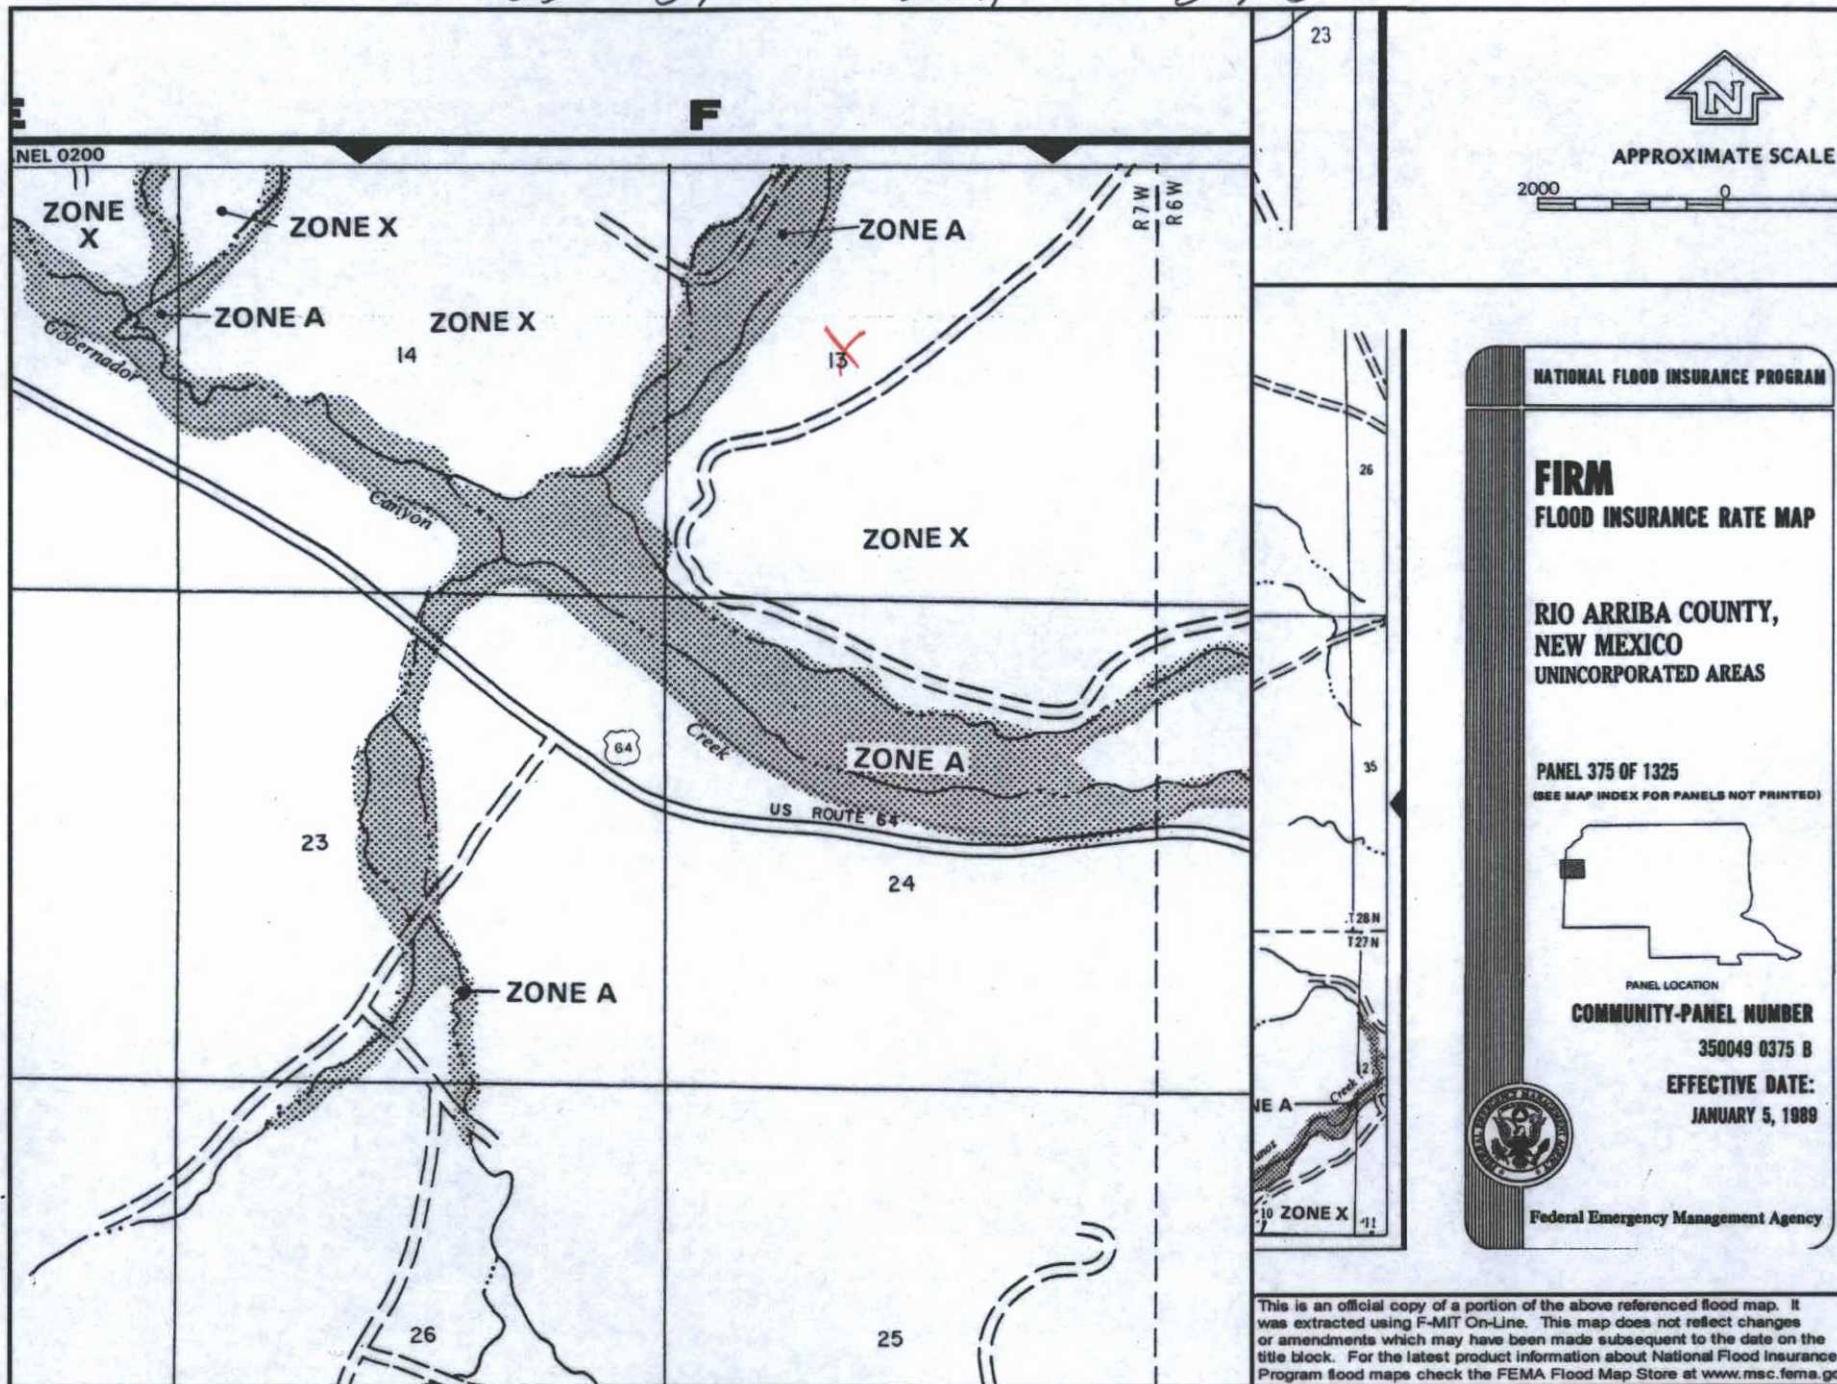 F
23
N
APPROXIMATE SCALE
2000 0
NEL 0200
ZONE
X
ZONE X
ZONE A
R7W
R6W
ZONE A
ZONE X
14
13
Gobernador
Canyon
ZONE X
Creek
64
ZONE A
US ROUTE 64
23
24
ZONE A
26
25
26
35
T28N
T27N
NE A
Creek
2
10 ZONE X 11
NATIONAL FLOOD INSURANCE PROGRAM
FIRM
FLOOD INSURANCE RATE MAP
RIO ARRIBA COUNTY,
NEW MEXICO
UNINCORPORATED AREAS
PANEL 375 OF 1325
(SEE MAP INDEX FOR PANELS NOT PRINTED)
PANEL LOCATION
COMMUNITY-PANEL NUMBER
350049 0375 B
EFFECTIVE DATE:
JANUARY 5, 1989
Federal Emergency Management Agency
This is an official copy of a portion of the above referenced flood map. It
was extracted using F-MIT On-Line. This map does not reflect changes
or amendments which may have been made subsequent to the date on the
title block. For the latest product information about National Flood Insurance
Program flood maps check the FEMA Flood Map Store at www.msc.fema.go